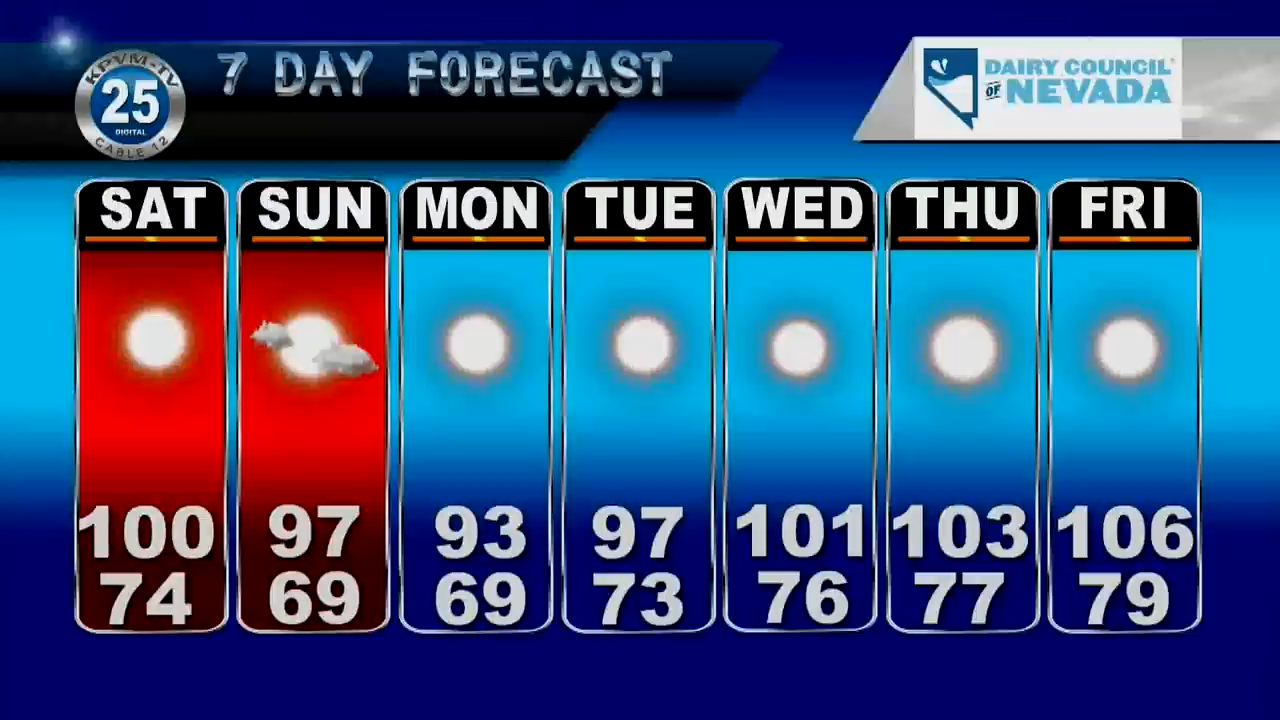 KPVM-TV
25
DIGITAL
CABLE 12
7 DAY FORECAST
DAIRY COUNCIL
OF NEVADA
SAT SUN MON TUE WED THU FRI
100 97 93 97 101 103 106
74 69 69 73 76 77 79